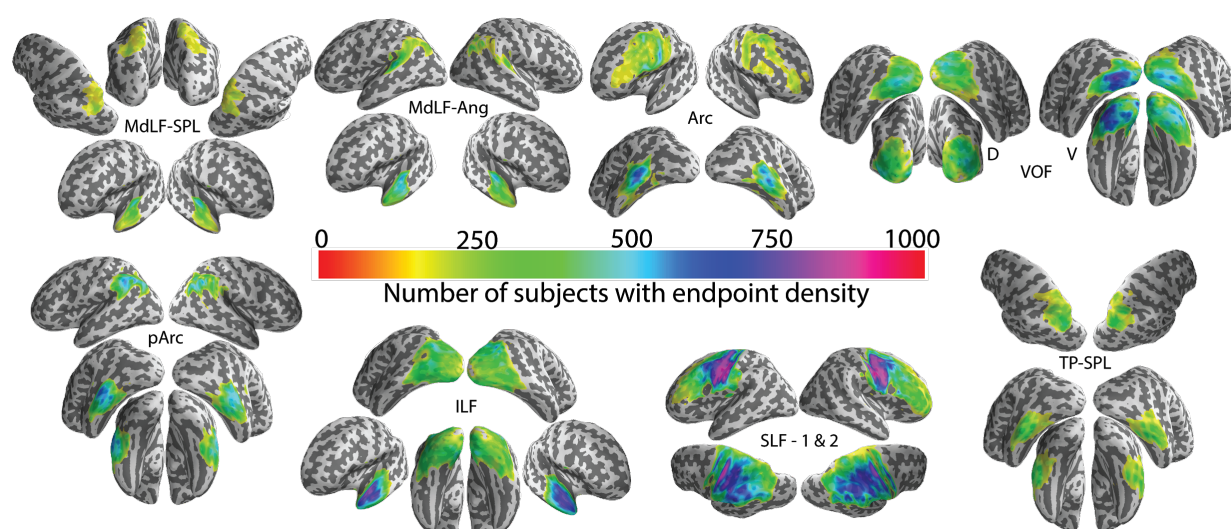 MdLF-SPL
MdLF-Ang
Arc
D
V
VOF
0
250
500
750
1000
Number of subjects with endpoint density
pArc
ILF
SLF - 1 & 2
TP-SPL